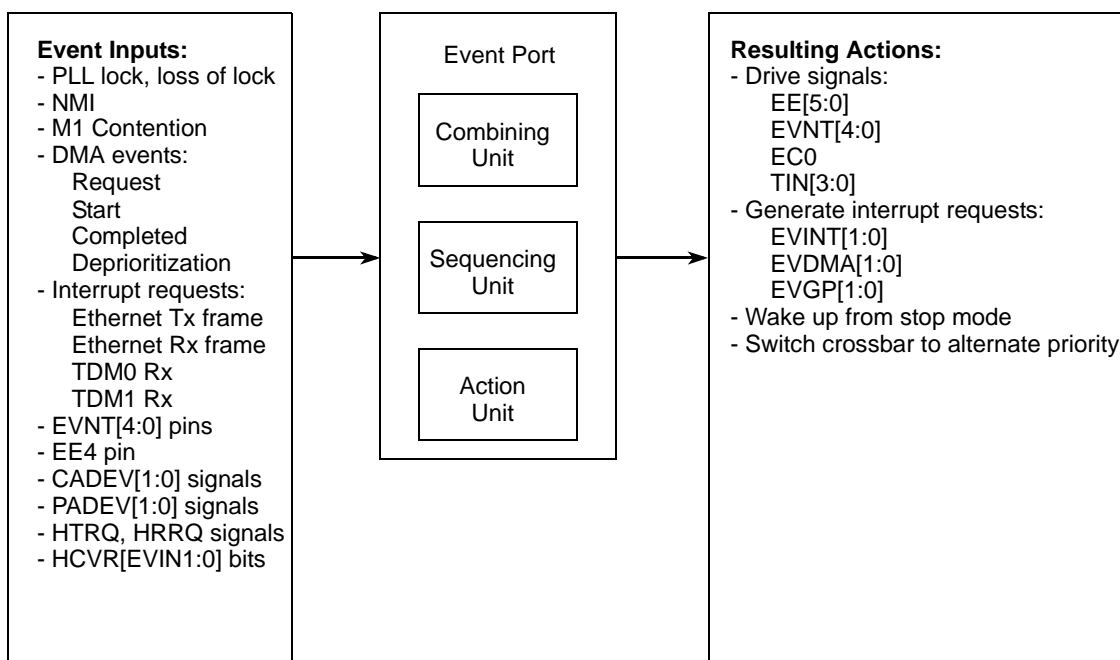 Event Inputs:
- PLL lock, loss of lock
- NMI
- M1 Contention
- DMA events:
Request
Start
Completed
Deprioritization
- Interrupt requests:
Ethernet Tx frame
Ethernet Rx frame
TDM0 Rx
TDM1 Rx
- EVNT[4:0] pins
- EE4 pin
- CADEV[1:0] signals
- PADEV[1:0] signals
- HTRQ, HRRQ signals
- HCVR[EVIN1:0] bits
Event Port
Combining
Unit
Sequencing
Unit
Action
Unit
Resulting Actions:
- Drive signals:
EE[5:0]
EVNT[4:0]
EC0
TIN[3:0]
- Generate interrupt requests:
EVINT[1:0]
EVDMA[1:0]
EVGP[1:0]
- Wake up from stop mode
- Switch crossbar to alternate priority